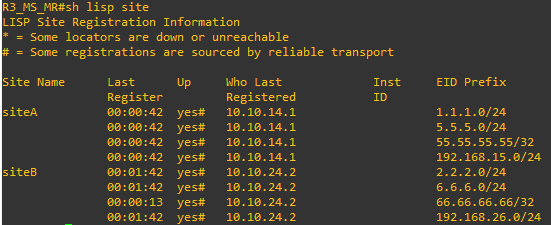 R3_MS_MR#sh lisp site
LISP Site Registration Information
* = Some locators are down or unreachable
# = Some registrations are sourced by reliable transport
Site Name Last Up Who Last Inst EID Prefix
Register Registered ID
siteA 00:00:42 yes# 10.10.14.1 1.1.1.0/24
00:00:42 yes# 10.10.14.1 5.5.5.0/24
00:00:42 yes# 10.10.14.1 55.55.55.55/32
00:00:42 yes# 10.10.14.1 192.168.15.0/24
siteB 00:01:42 yes# 10.10.24.2 2.2.2.0/24
00:01:42 yes# 10.10.24.2 6.6.6.0/24
00:00:13 yes# 10.10.24.2 66.66.66.66/32
00:01:42 yes# 10.10.24.2 192.168.26.0/24